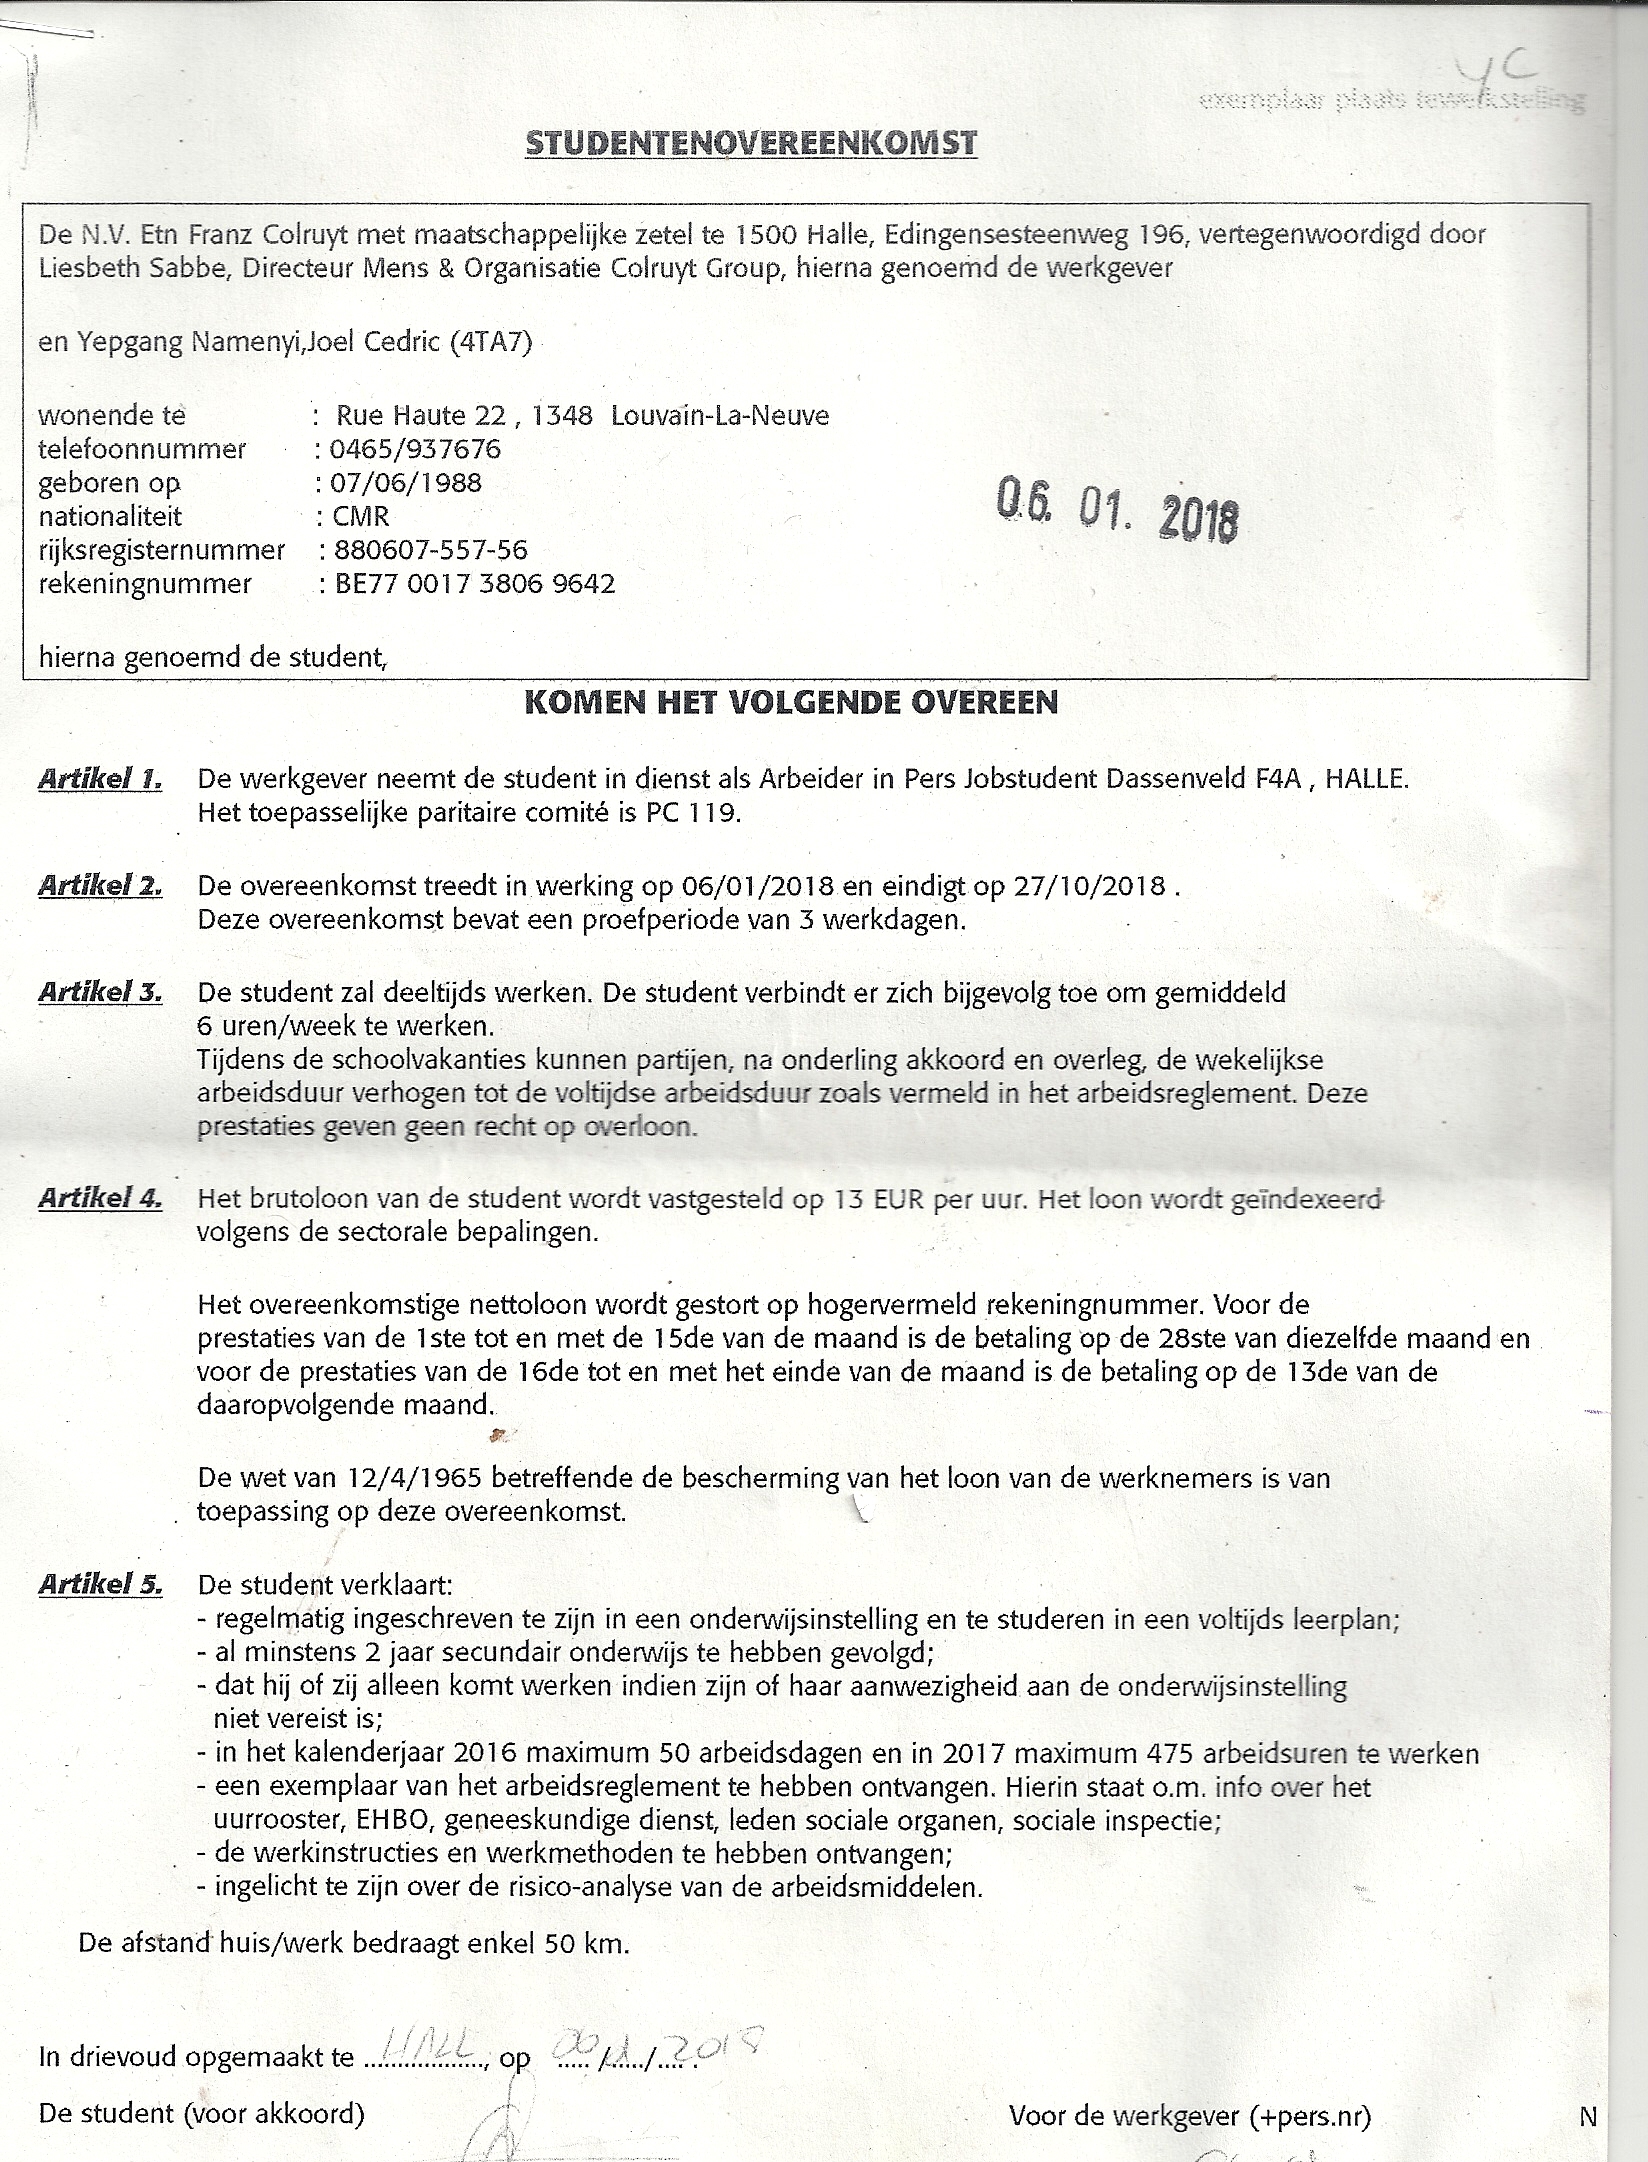 YC
exemplaar plaats tewerkstelling
STUDENTENOVEREENKOMST
De N.V. Etn Franz Colruyt met maatschappelijke zetel te 1500 Halle, Edingensesteenweg 196, vertegenwoordigd door
Liesbeth Sabbe, Directeur Mens & Organisatie Colruyt Group, hierna genoemd de werkgever
en Yepgang Namenyi,Joel Cedric (4TA7)
wonende te : Rue Haute 22 , 1348 Louvain-La-Neuve
telefoonnummer : 0465/937676
geboren op : 07/06/1988
nationaliteit : CMR
06. 01. 2018
rijksregisternummer : 880607-557-56
rekeningnummer : BE77 0017 3806 9642
hierna genoemd de student,
KOMEN HET VOLGENDE OVEREEN
Artikel 1. De werkgever neemt de student in dienst als Arbeider in Pers Jobstudent Dassenveld F4A , HALLE.
Het toepasselijke paritaire comité is PC 119.
Artikel 2. De overeenkomst treedt in werking op 06/01/2018 en eindigt op 27/10/2018 .
Deze overeenkomst bevat een proefperiode van 3 werkdagen.
Artikel 3. De student zal deeltijds werken. De student verbindt er zich bijgevolg toe om gemiddeld
6 uren/week te werken.
Tijdens de schoolvakanties kunnen partijen, na onderling akkoord en overleg, de wekelijkse
arbeidsduur verhogen tot de voltijdse arbeidsduur zoals vermeld in het arbeidsreglement. Deze
prestaties geven geen recht op overloon.
Artikel 4. Het brutoloon van de student wordt vastgesteld op 13 EUR per uur. Het loon wordt geïndexeerd
volgens de sectorale bepalingen.
Het overeenkomstige nettoloon wordt gestort op hogervermeld rekeningnummer. Voor de
prestaties van de 1ste tot en met de 15de van de maand is de betaling op de 28ste van diezelfde maand en
voor de prestaties van de 16de tot en met het einde van de maand is de betaling op de 13de van de
daaropvolgende maand.
De wet van 12/4/1965 betreffende de bescherming van het loon van de werknemers is van
toepassing op deze overeenkomst.
Artikel 5. De student verklaart:
- regelmatig ingeschreven te zijn in een onderwijsinstelling en te studeren in een voltijds leerplan;
- al minstens 2 jaar secundair onderwijs te hebben gevolgd;
- dat hij of zij alleen komt werken indien zijn of haar aanwezigheid aan de onderwijsinstelling
niet vereist is;
- in het kalenderjaar 2016 maximum 50 arbeidsdagen en in 2017 maximum 475 arbeidsuren te werken
- een exemplaar van het arbeidsreglement te hebben ontvangen. Hierin staat o.m. info over het
uurrooster, EHBO, geneeskundige dienst, leden sociale organen, sociale inspectie;
- de werkinstructies en werkmethoden te hebben ontvangen;
- ingelicht te zijn over de risico-analyse van de arbeidsmiddelen.
De afstand huis/werk bedraagt enkel 50 km.
In drievoud opgemaakt te HALL, op 06/01/2018
De student (voor akkoord) Voor de werkgever (+pers.nr) N